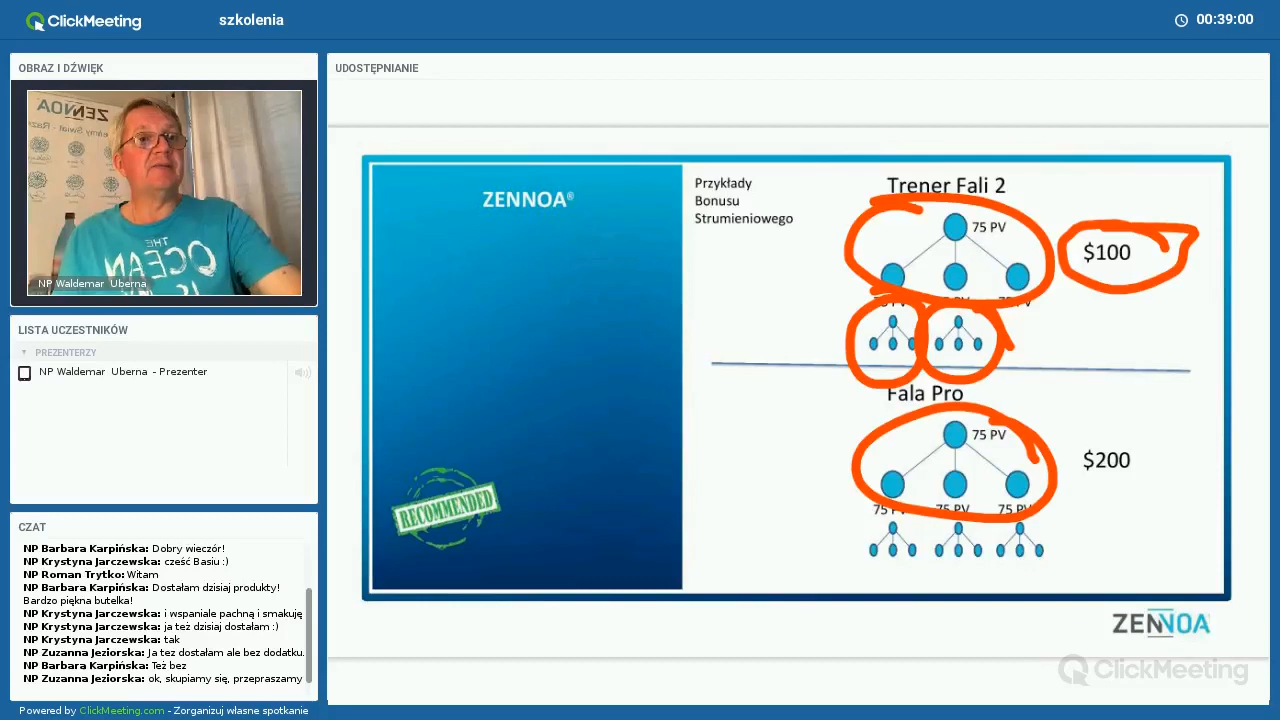 ClickMeeting
szkolenia
00:39:00
OBRAZ I DŹWIĘK
ZENNOA
THE
OCEAN
NP Waldemar Uberna
LISTA UCZESTNIKÓW
PREZENTERZY
NP Waldemar Uberna - Prezenter
CZAT
NP Barbara Karpińska: Dobry wieczór!
NP Krystyna Jarczewska: cześć Basiu :)
NP Roman Trytko: Witam
NP Barbara Karpińska: Dostałam dzisiaj produkty!
Bardzo piękna butelka!
NP Krystyna Jarczewska: i wspaniale pachną i smakuję
NP Krystyna Jarczewska: ja też dzisiaj dostałam :)
NP Krystyna Jarczewska: tak
NP Zuzanna Jeziorska: Ja tez dostałam ale bez dodatku.
NP Barbara Karpińska: Też bez
NP Zuzanna Jeziorska: ok, skupiamy się, przepraszamy
Powered by ClickMeeting.com - Zorganizuj własne spotkanie
UDOSTĘPNIANIE
ZENNOA®
RECOMMENDED
Przykłady
Bonusu
Strumieniowego
Trener Fali 2
75 PV
$100
Fala Pro
75 PV
$200
75 PV 75 PV 75 PV
ZENNOA
ClickMeeting